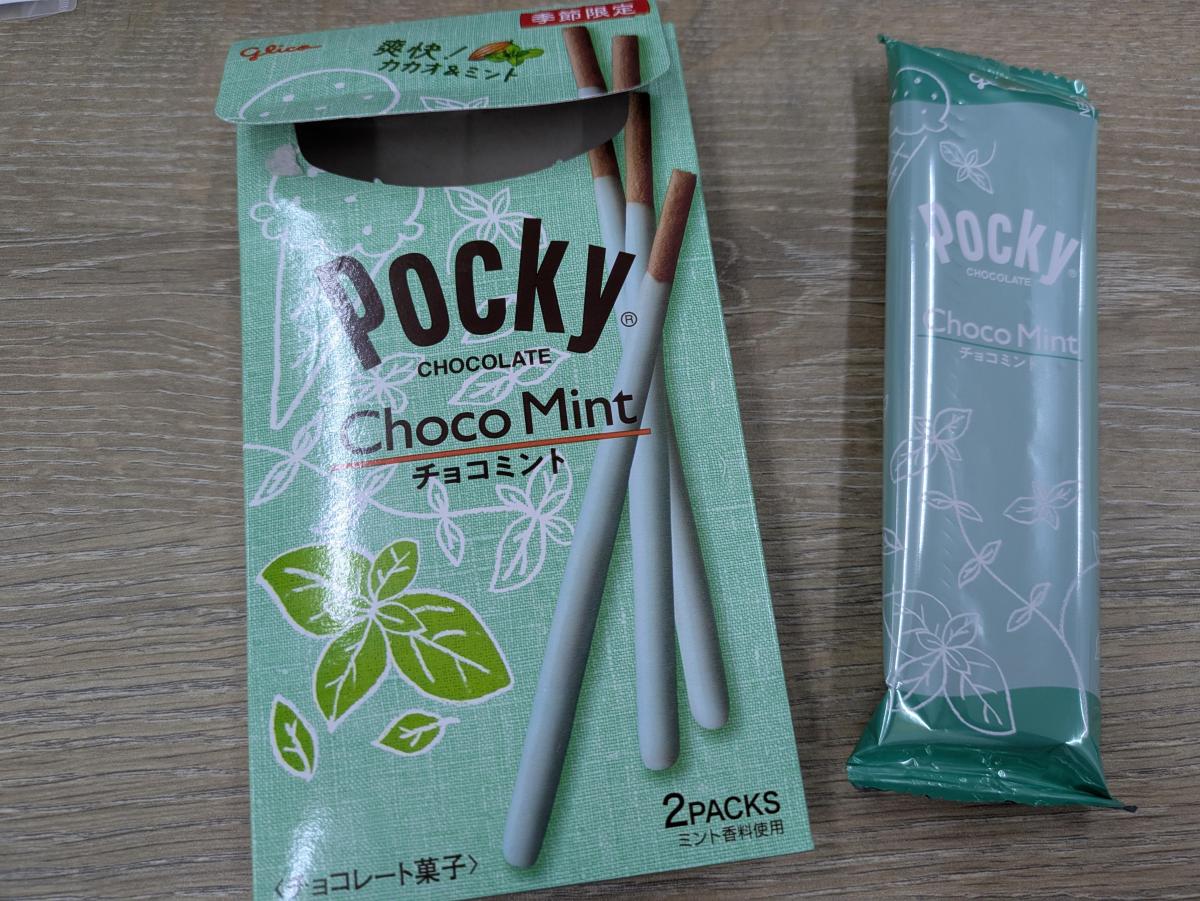 季節限定
glico
爽快!
カカオ&ミント
Pocky®
CHOCOLATE
Choco Mint
チョコミント
2PACKS
ミント香料使用
〈チョコレート菓子〉
Pocky®
CHOCOLATE
Choco Mint
チョコミント